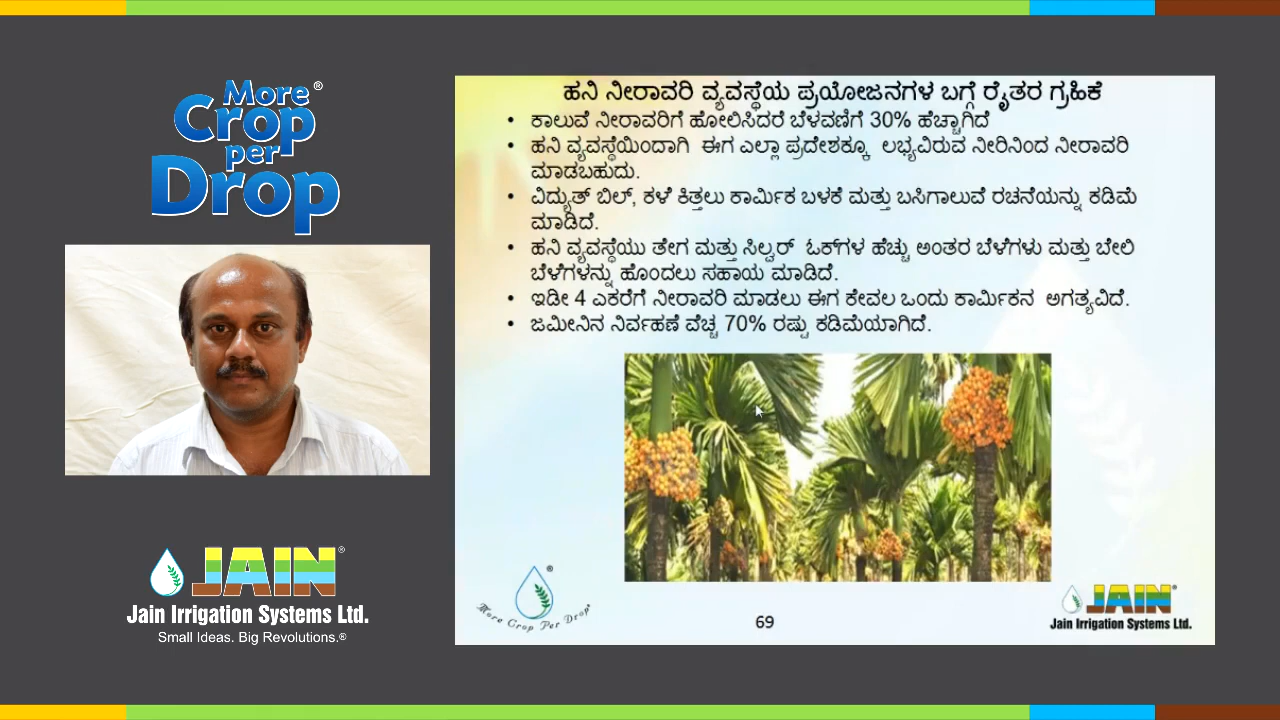 More®
Crop
per
Drop
JAIN®
Jain Irrigation Systems Ltd.
Small Ideas. Big Revolutions.®
ಹನಿ ನೀರಾವರಿ ವ್ಯವಸ್ಥೆಯ ಪ್ರಯೋಜನಗಳ ಬಗ್ಗೆ ರೈತರ ಗ್ರಹಿಕೆ
• ಕಾಲುವೆ ನೀರಾವರಿಗೆ ಹೋಲಿಸಿದರೆ ಬೆಳವಣಿಗೆ 30% ಹೆಚ್ಚಾಗಿದೆ
• ಹನಿ ವ್ಯವಸ್ಥೆಯಿಂದಾಗಿ ಈಗ ಎಲ್ಲಾ ಪ್ರದೇಶಕ್ಕೂ ಲಭ್ಯವಿರುವ ನೀರಿನಿಂದ ನೀರಾವರಿ
ಮಾಡಬಹುದು.
• ವಿದ್ಯುತ್ ಬಿಲ್, ಕಳೆ ಕಿತ್ತಲು ಕಾರ್ಮಿಕ ಬಳಕೆ ಮತ್ತು ಬಸಿಗಾಲುವೆ ರಚನೆಯನ್ನು ಕಡಿಮೆ
ಮಾಡಿದೆ.
• ಹನಿ ವ್ಯವಸ್ಥೆಯು ತೇಗ ಮತ್ತು ಸಿಲ್ವರ್ ಓಕ್‌ಗಳ ಹೆಚ್ಚು ಅಂತರ ಬೆಳೆಗಳು ಮತ್ತು ಬೇಲಿ
ಬೆಳೆಗಳನ್ನು ಹೊಂದಲು ಸಹಾಯ ಮಾಡಿದೆ.
• ಇಡೀ 4 ಎಕರೆಗೆ ನೀರಾವರಿ ಮಾಡಲು ಈಗ ಕೇವಲ ಒಂದು ಕಾರ್ಮಿಕನ ಅಗತ್ಯವಿದೆ.
• ಜಮೀನಿನ ನಿರ್ವಹಣೆ ವೆಚ್ಚ 70% ರಷ್ಟು ಕಡಿಮೆಯಾಗಿದೆ.
More Crop Per Drop®
69
JAIN®
Jain Irrigation Systems Ltd.